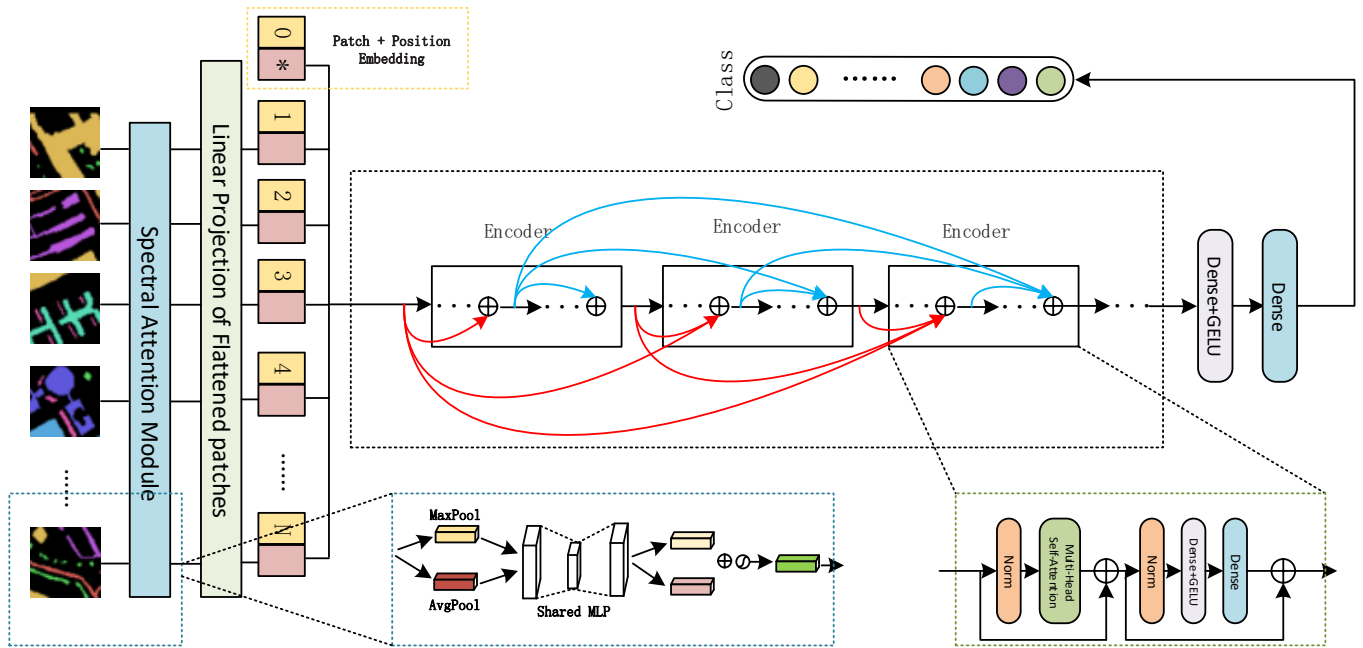 0
*
Patch + Position
Embedding
1
2
3
4
......
N
Spectral Attention Module
Linear Projection of Flattened patches
......
Class
......
Encoder
Encoder
Encoder
Dense+GELU
Dense
MaxPool
AvgPool
Shared MLP
Norm
Multi-Head
Self-Attention
Norm
Dense+GELU
Dense